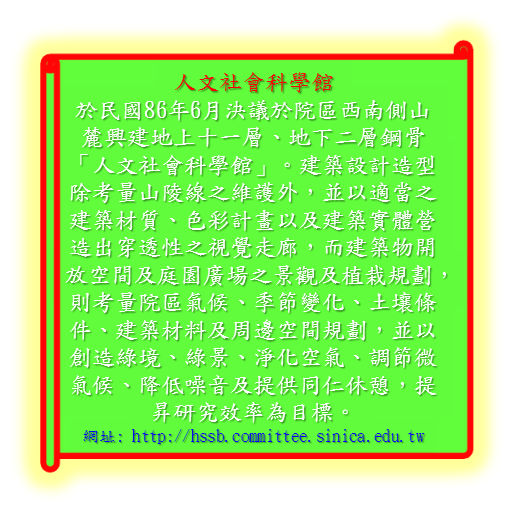 人文社會科學館
於民國86年6月決議於院區西南側山
麓興建地上十一層、地下二層鋼骨
「人文社會科學館」。建築設計造型
除考量山陵線之維護外，並以適當之
建築材質、色彩計畫以及建築實體營
造出穿透性之視覺走廊，而建築物開
放空間及庭園廣場之景觀及植栽規劃，
則考量院區氣候、季節變化、土壤條
件、建築材料及周邊空間規劃，並以
創造綠境、綠景、淨化空氣、調節微
氣候、降低噪音及提供同仁休憩，提
昇研究效率為目標。
網址: http://hssb.committee.sinica.edu.tw